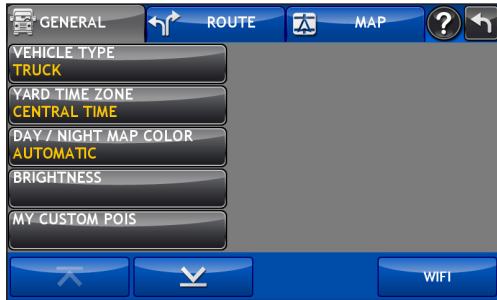 GENERAL
ROUTE
MAP
?
VEHICLE TYPE
TRUCK
YARD TIME ZONE
CENTRAL TIME
DAY / NIGHT MAP COLOR
AUTOMATIC
BRIGHTNESS
MY CUSTOM POIS
WIFI